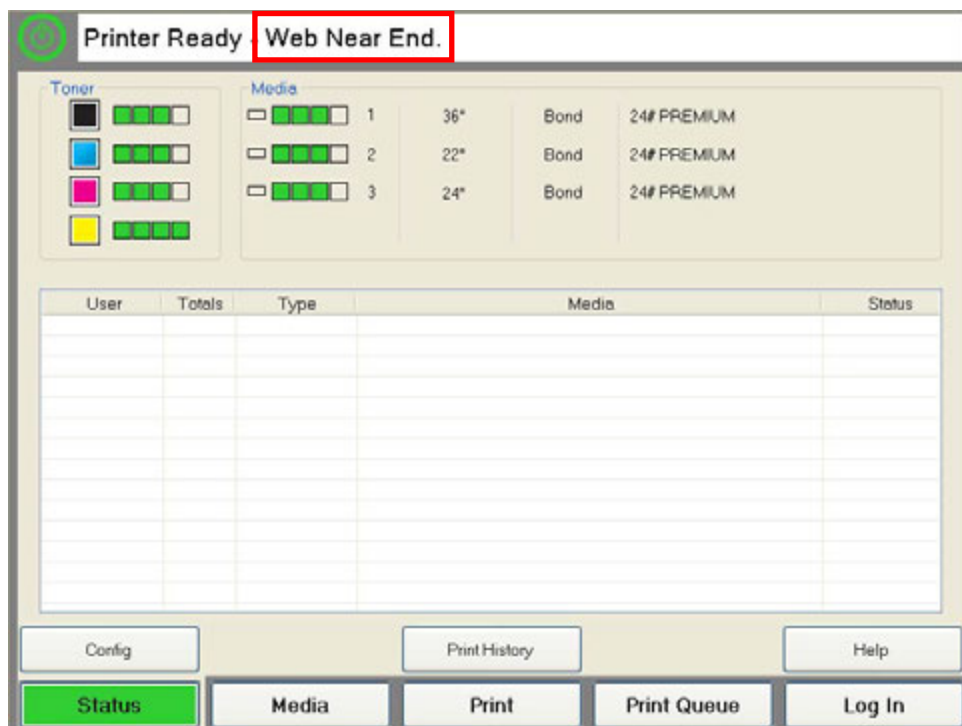 Printer Ready - Web Near End.
Toner
Media
1 36" Bond 24# PREMIUM
2 22" Bond 24# PREMIUM
3 24" Bond 24# PREMIUM
User Totals Type Media Status
Config Print History Help
Status Media Print Print Queue Log In